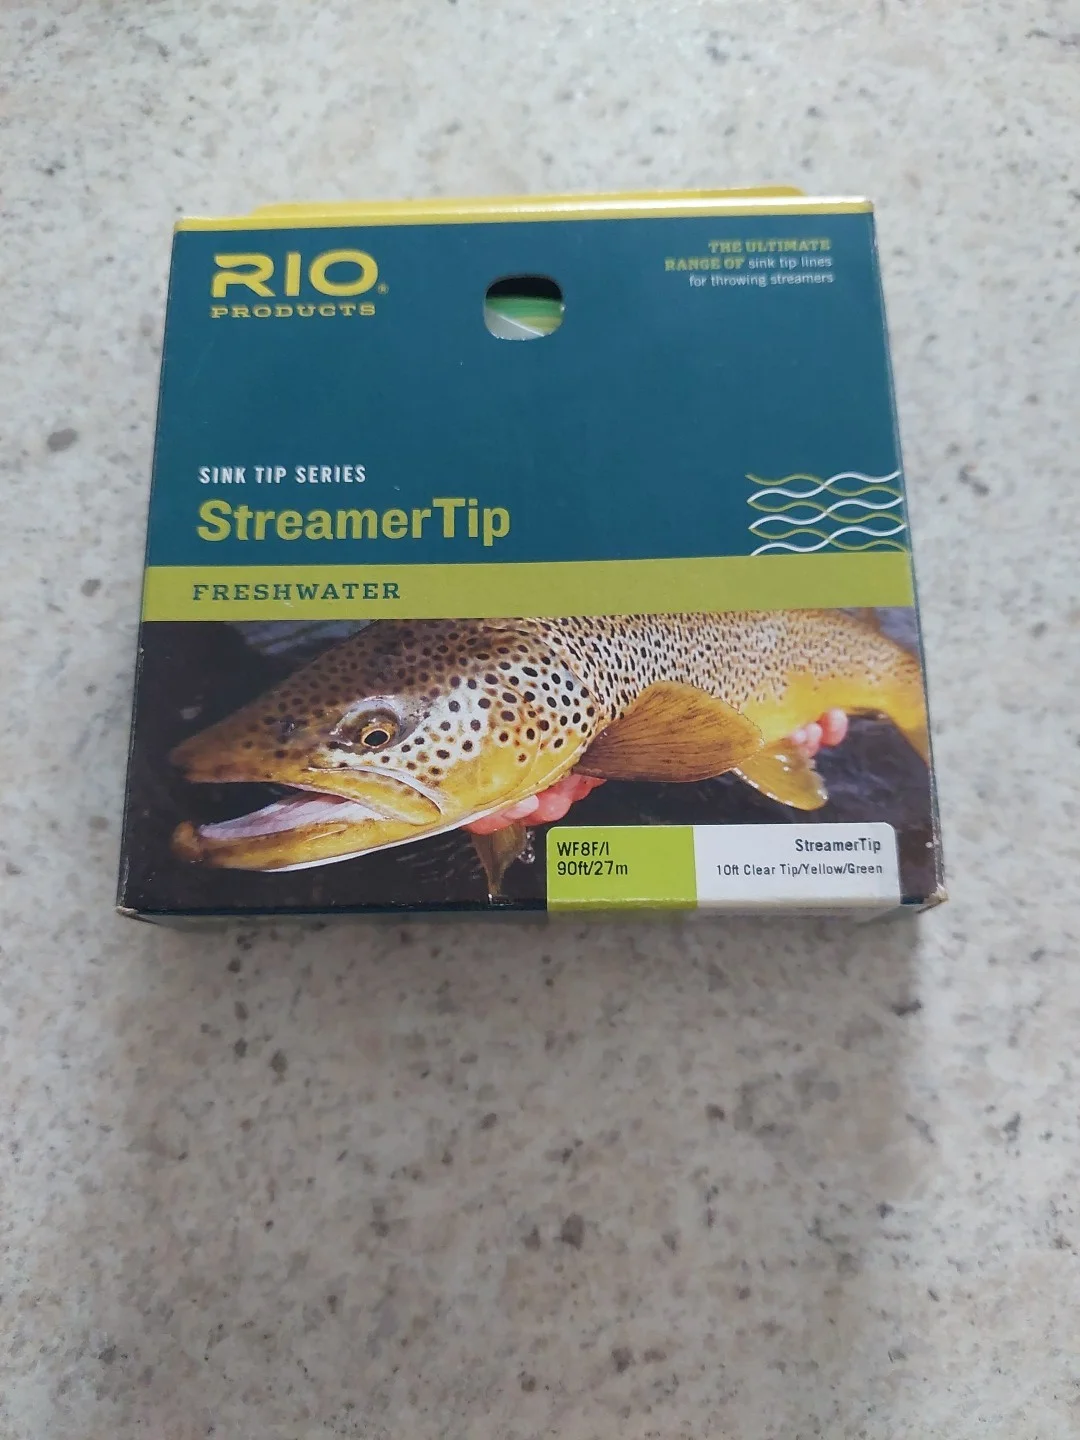 RIO®
PRODUCTS
THE ULTIMATE
RANGE OF sink tip lines
for throwing streamers
SINK TIP SERIES
StreamerTip
FRESHWATER
WF8F/I
90ft/27m
StreamerTip
10ft Clear Tip/Yellow/Green